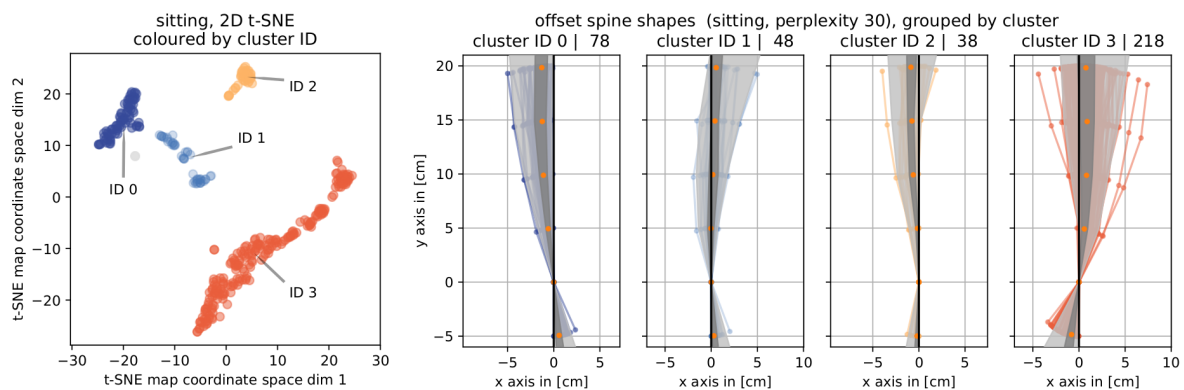 sitting, 2D t-SNE
coloured by cluster ID
20
10
0
−10
−20
−30
−20
−10
0
10
20
30
t-SNE map coordinate space dim 2
t-SNE map coordinate space dim 1
ID 0
ID 1
ID 2
ID 3
offset spine shapes (sitting, perplexity 30), grouped by cluster
cluster ID 0 | 78
cluster ID 1 | 48
cluster ID 2 | 38
cluster ID 3 | 218
y axis in [cm]
20
15
10
5
0
−5
−5 0 5
−5 0 5 10
−5 0 5
−5 0 5 10
x axis in [cm]
x axis in [cm]
x axis in [cm]
x axis in [cm]